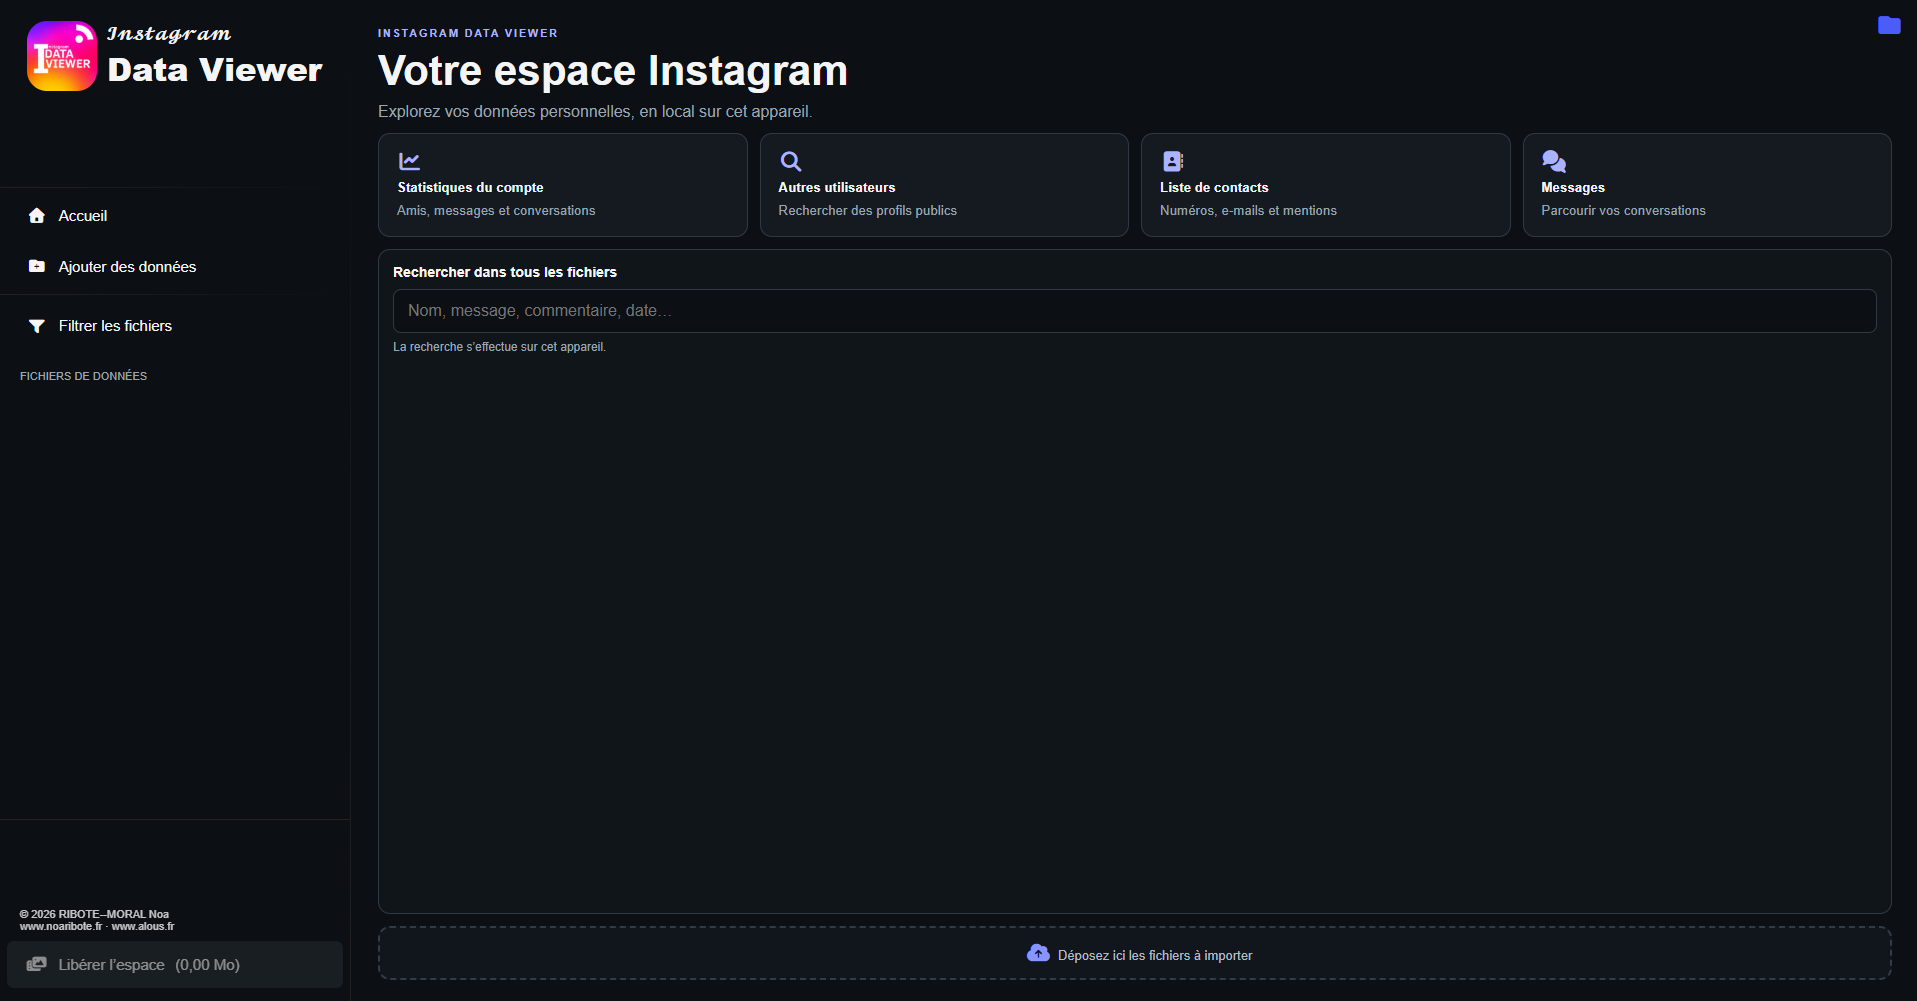 Instagram
Data Viewer
Instagram
DATA
VIEWER
Accueil
Ajouter des données
Filtrer les fichiers
FICHIERS DE DONNÉES
© 2026 RIBOTE--MORAL Noa
www.noaribote.fr · www.alous.fr
Libérer l’espace (0,00 Mo)
INSTAGRAM DATA VIEWER
Votre espace Instagram
Explorez vos données personnelles, en local sur cet appareil.
Statistiques du compte
Amis, messages et conversations
Autres utilisateurs
Rechercher des profils publics
Liste de contacts
Numéros, e-mails et mentions
Messages
Parcourir vos conversations
Rechercher dans tous les fichiers
Nom, message, commentaire, date…
La recherche s’effectue sur cet appareil.
Déposez ici les fichiers à importer